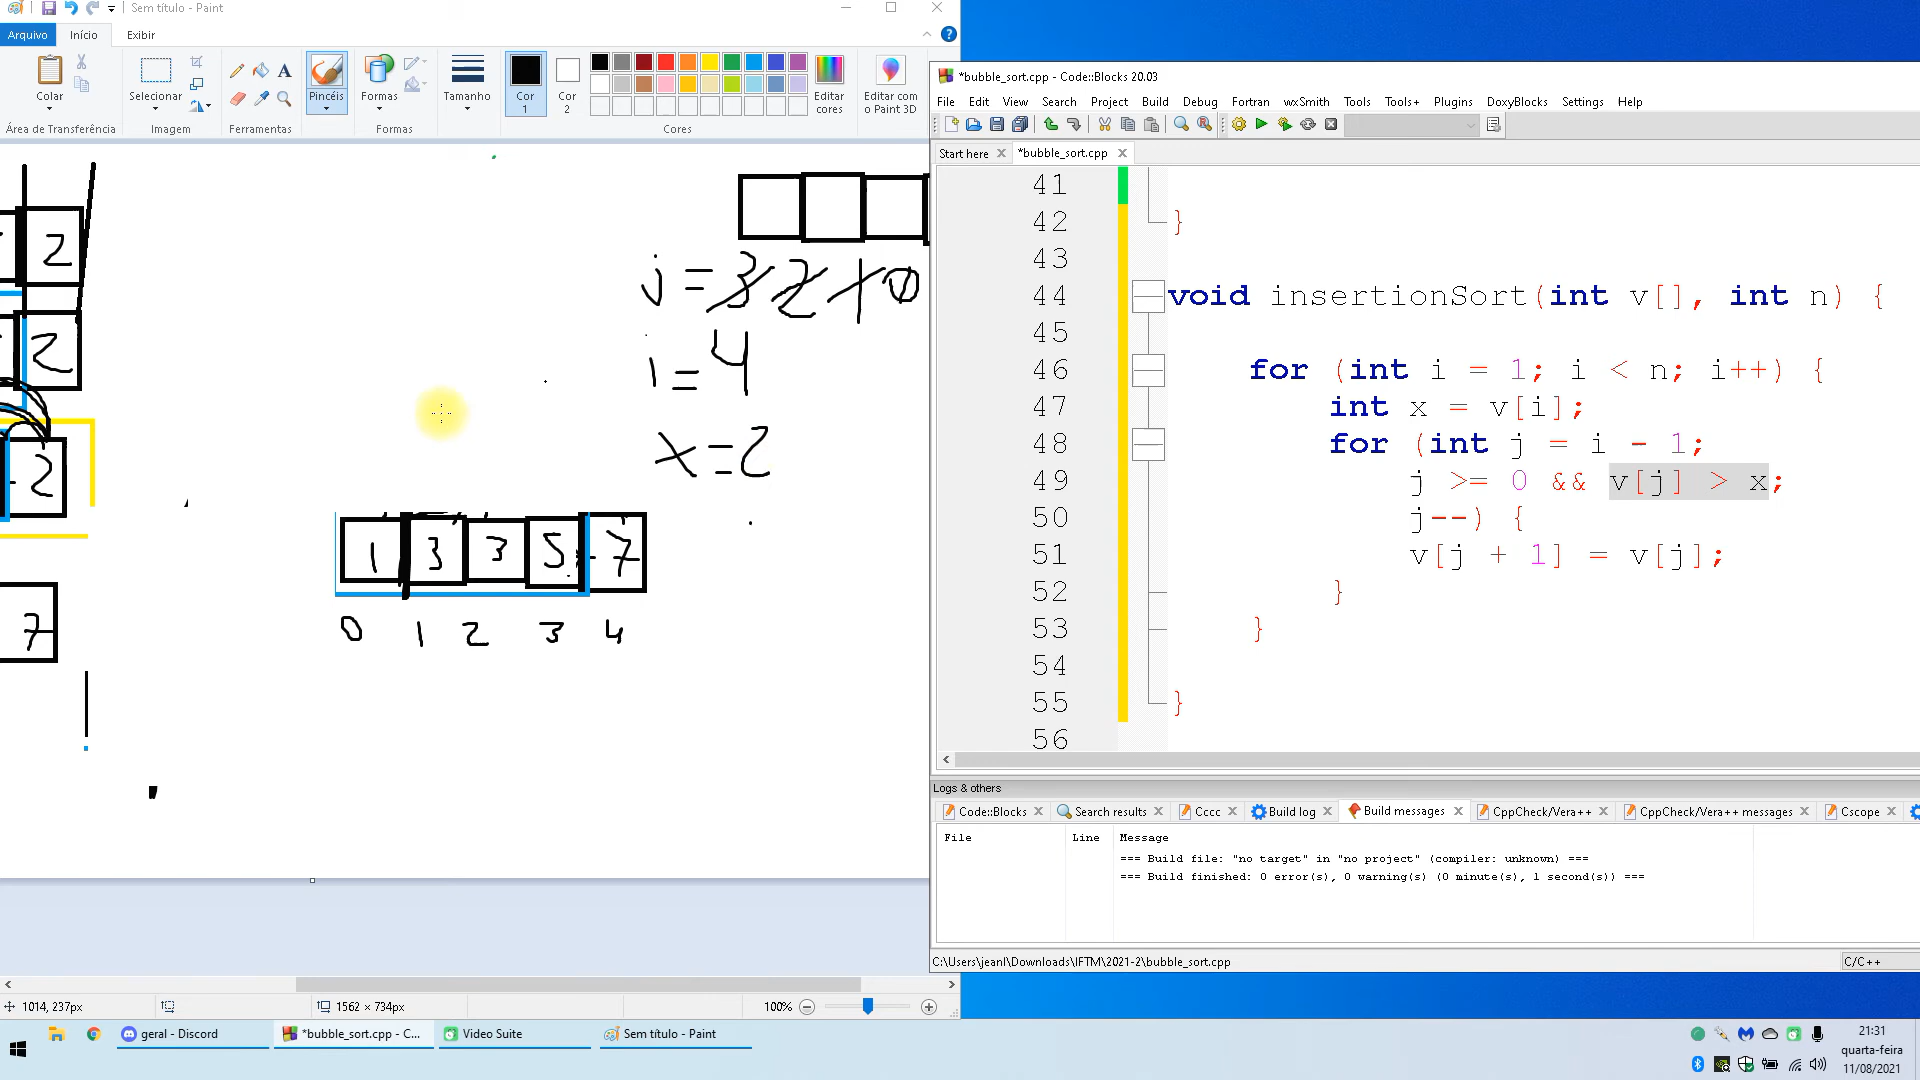 Sem título - Paint
Arquivo Início Exibir
Colar
Selecionar
Pincéis
Formas
Tamanho
Cor 1
Cor 2
Editar cores
Editar com o Paint 3D
Área de Transferência
Imagem
Ferramentas
Formas
Cores
2
2
2
7
j = 3 2 1 0
i = 4
x = 2
1 3 3 5 7
0 1 2 3 4
1014, 237px
1562 × 734px
100%
*bubble_sort.cpp - Code::Blocks 20.03
File Edit View Search Project Build Debug Fortran wxSmith Tools Tools+ Plugins DoxyBlocks Settings Help
Start here *bubble_sort.cpp
41
42 }
43
44 void insertionSort(int v[], int n) {
45
46 for (int i = 1; i < n; i++) {
47 int x = v[i];
48 for (int j = i - 1;
49 j >= 0 && v[j] > x;
50 j--) {
51 v[j + 1] = v[j];
52 }
53 }
54
55 }
56
Logs & others
Code::Blocks Search results Cccc Build log Build messages CppCheck/Vera++ CppCheck/Vera++ messages Cscope
File Line Message
=== Build file: "no target" in "no project" (compiler: unknown) ===
=== Build finished: 0 error(s), 0 warning(s) (0 minute(s), 1 second(s)) ===
C:\Users\jeanl\Downloads\IFTM\2021-2\bubble_sort.cpp
C/C++
geral - Discord
*bubble_sort.cpp - C...
Video Suite
Sem título - Paint
21:31
quarta-feira
11/08/2021